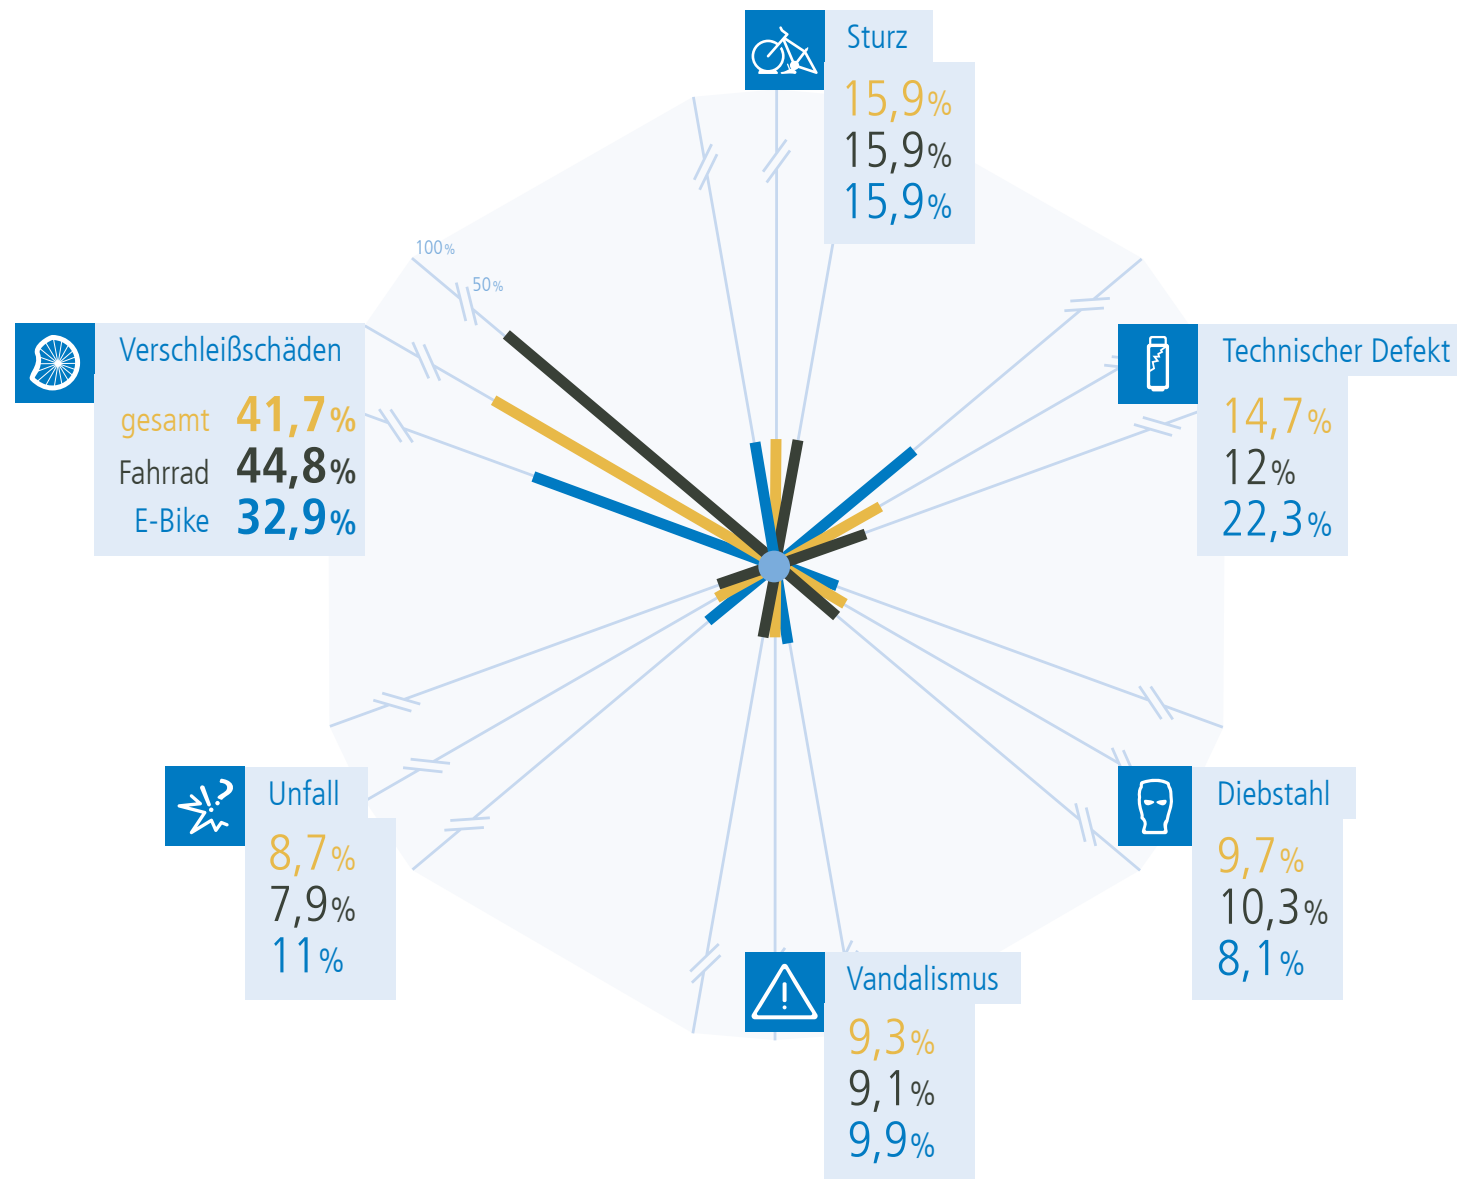 Sturz
15,9%
15,9%
15,9%
100%
50%
Verschleißschäden
gesamt 41,7%
Fahrrad 44,8%
E-Bike 32,9%
Technischer Defekt
14,7%
12%
22,3%
Unfall
8,7%
7,9%
11%
Diebstahl
9,7%
10,3%
8,1%
Vandalismus
9,3%
9,1%
9,9%